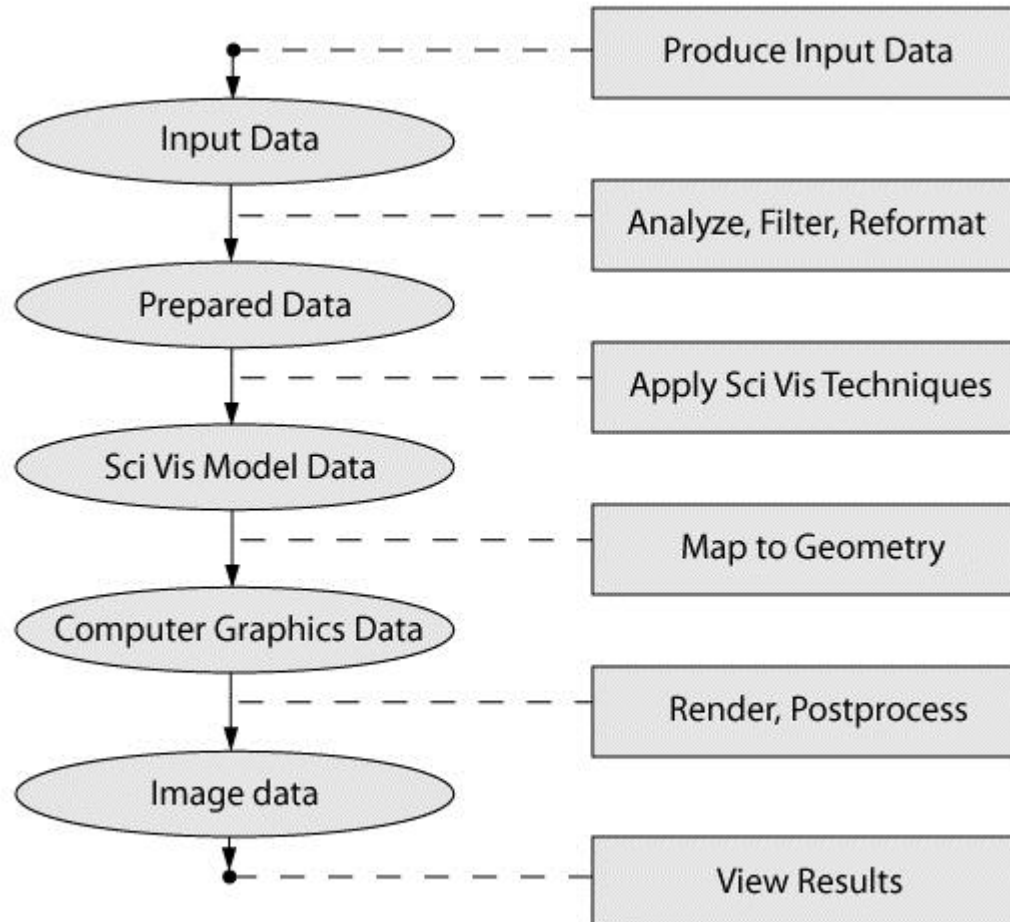 Produce Input Data
Input Data
Analyze, Filter, Reformat
Prepared Data
Apply Sci Vis Techniques
Sci Vis Model Data
Map to Geometry
Computer Graphics Data
Render, Postprocess
Image data
View Results